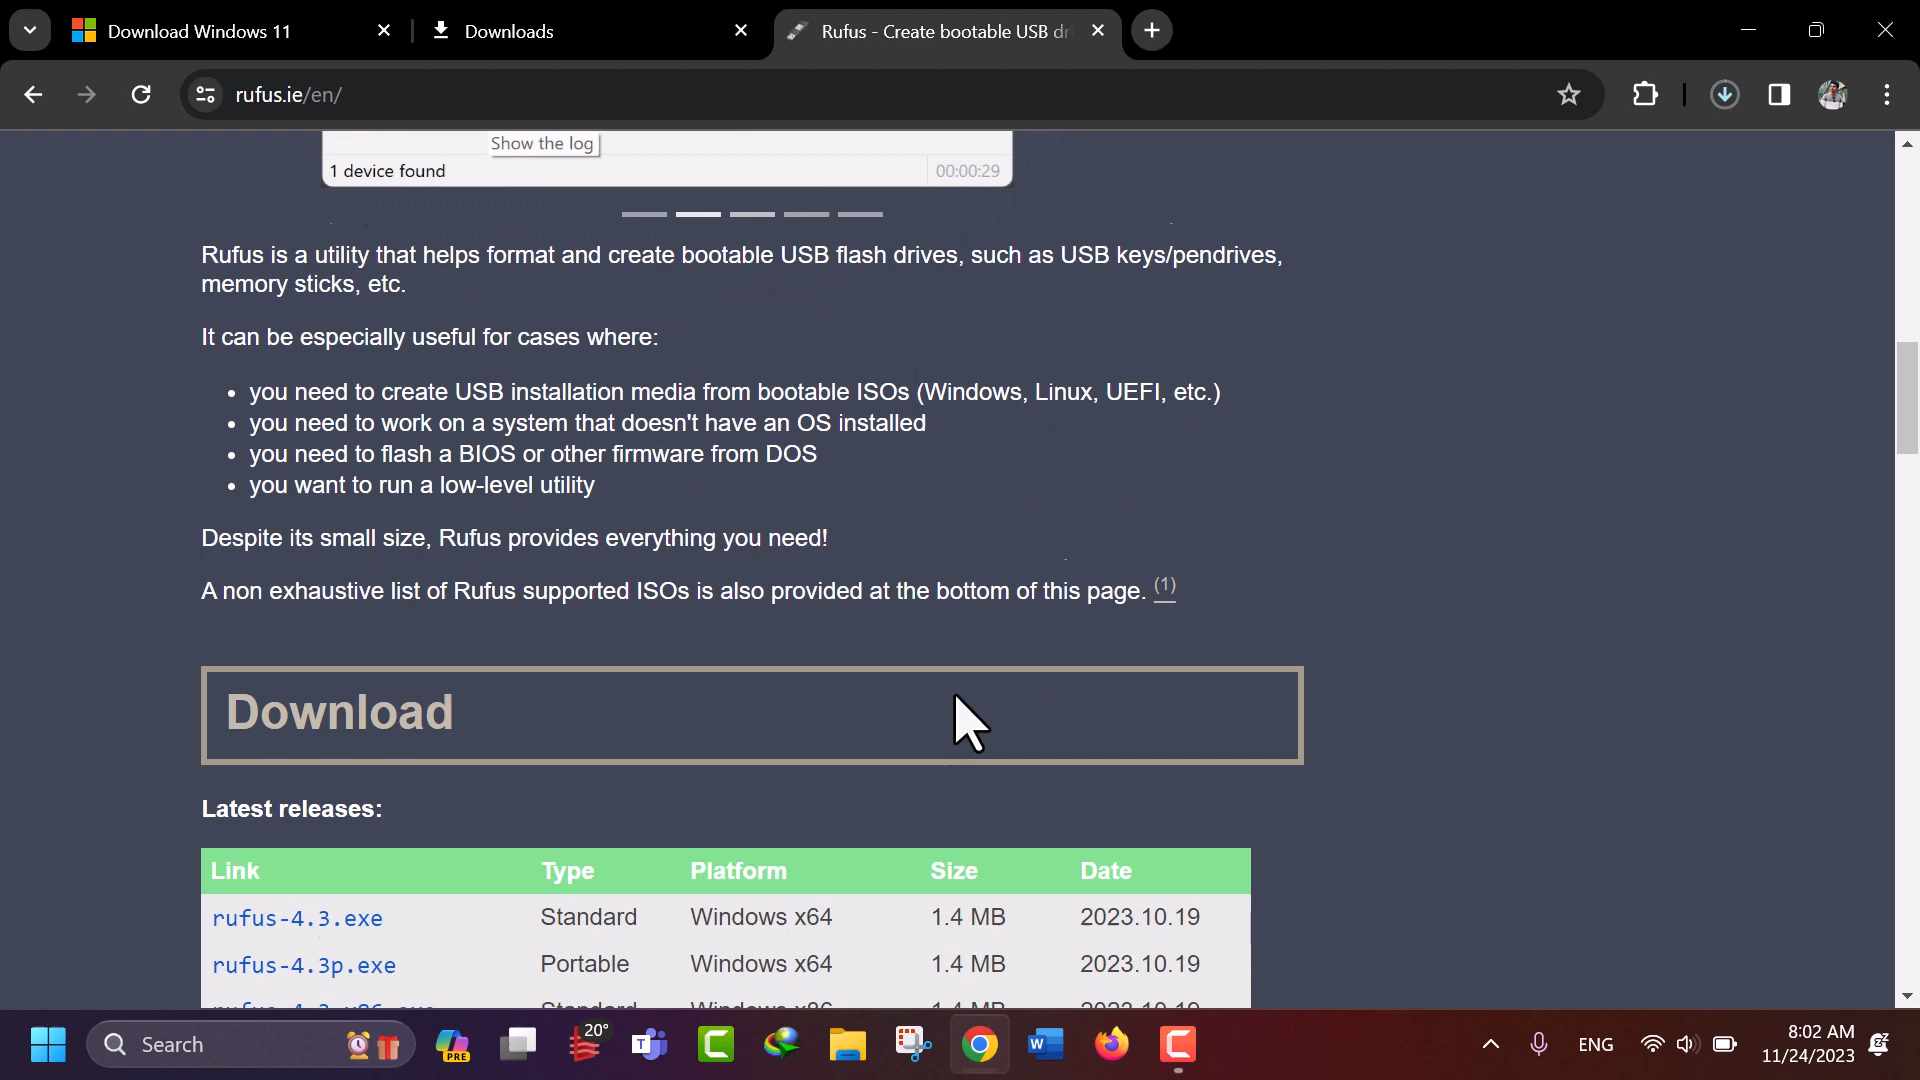 Download Windows 11
Downloads
Rufus - Create bootable USB dr
rufus.ie/en/
Show the log
1 device found 00:00:29
Rufus is a utility that helps format and create bootable USB flash drives, such as USB keys/pendrives,
memory sticks, etc.
It can be especially useful for cases where:
• you need to create USB installation media from bootable ISOs (Windows, Linux, UEFI, etc.)
• you need to work on a system that doesn't have an OS installed
• you need to flash a BIOS or other firmware from DOS
• you want to run a low-level utility
Despite its small size, Rufus provides everything you need!
A non exhaustive list of Rufus supported ISOs is also provided at the bottom of this page. (1)
Download
Latest releases:
Link Type Platform Size Date
rufus-4.3.exe Standard Windows x64 1.4 MB 2023.10.19
rufus-4.3p.exe Portable Windows x64 1.4 MB 2023.10.19
Search PRE 20° ENG 8:02 AM
11/24/2023